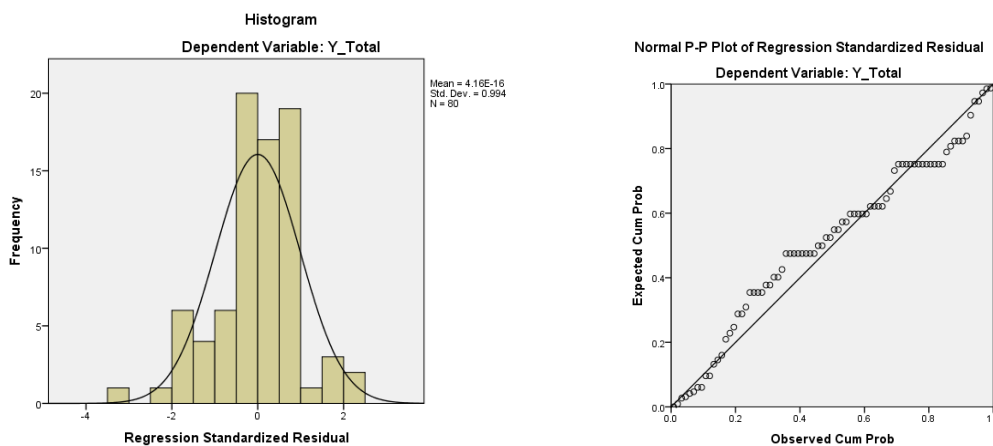 Histogram
Dependent Variable: Y_Total
Mean = 4.16E-16
Std. Dev. = 0.994
N = 80
Frequency
20
15
10
5
0
-4
-2
0
2
Regression Standardized Residual
Normal P-P Plot of Regression Standardized Residual
Dependent Variable: Y_Total
Expected Cum Prob
1.0
0.8
0.6
0.4
0.2
0.0
0.0
0.2
0.4
0.6
0.8
Observed Cum Prob